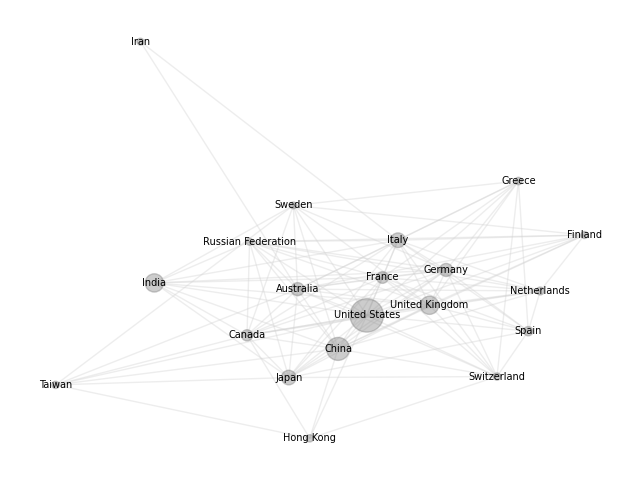 Iran
Greece
Sweden
Finland
Russian Federation
Italy
Germany
France
India
Australia
Netherlands
United Kingdom
United States
Spain
Canada
China
Japan
Switzerland
Taiwan
Hong Kong